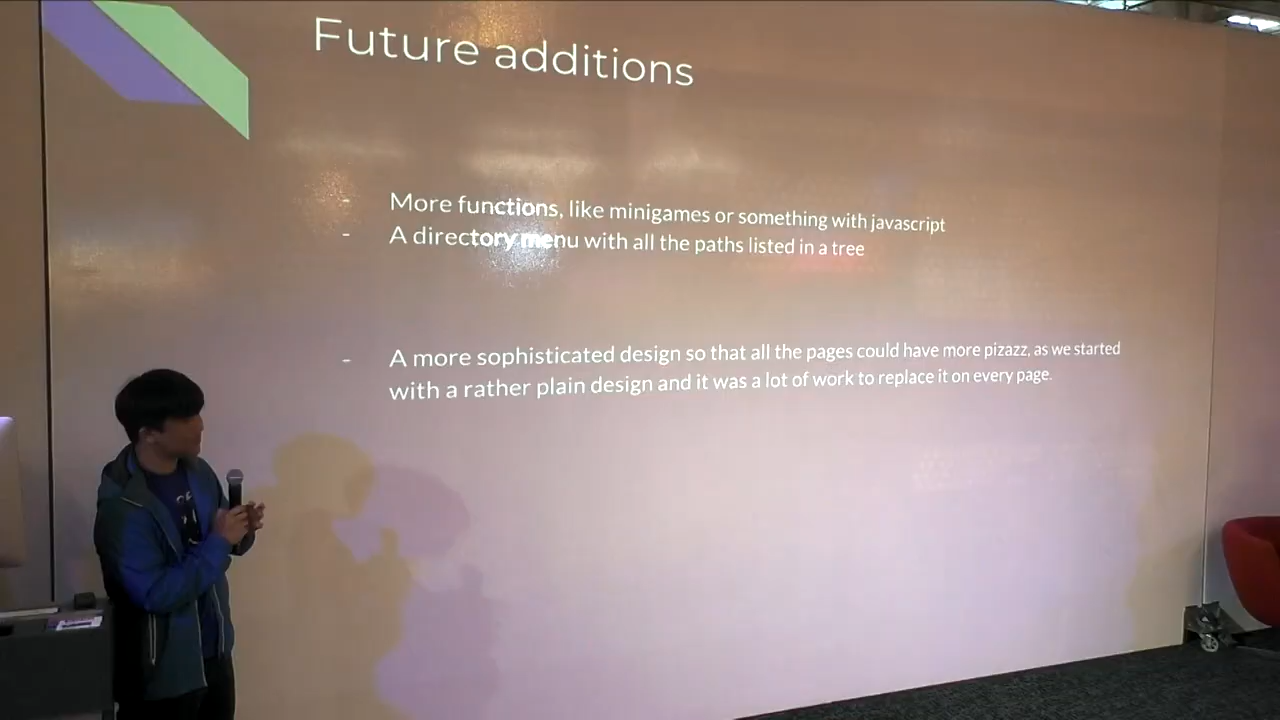 Future additions
- More functions, like minigames or something with javascript
- A directory menu with all the paths listed in a tree
- A more sophisticated design so that all the pages could have more pizazz, as we started
with a rather plain design and it was a lot of work to replace it on every page.